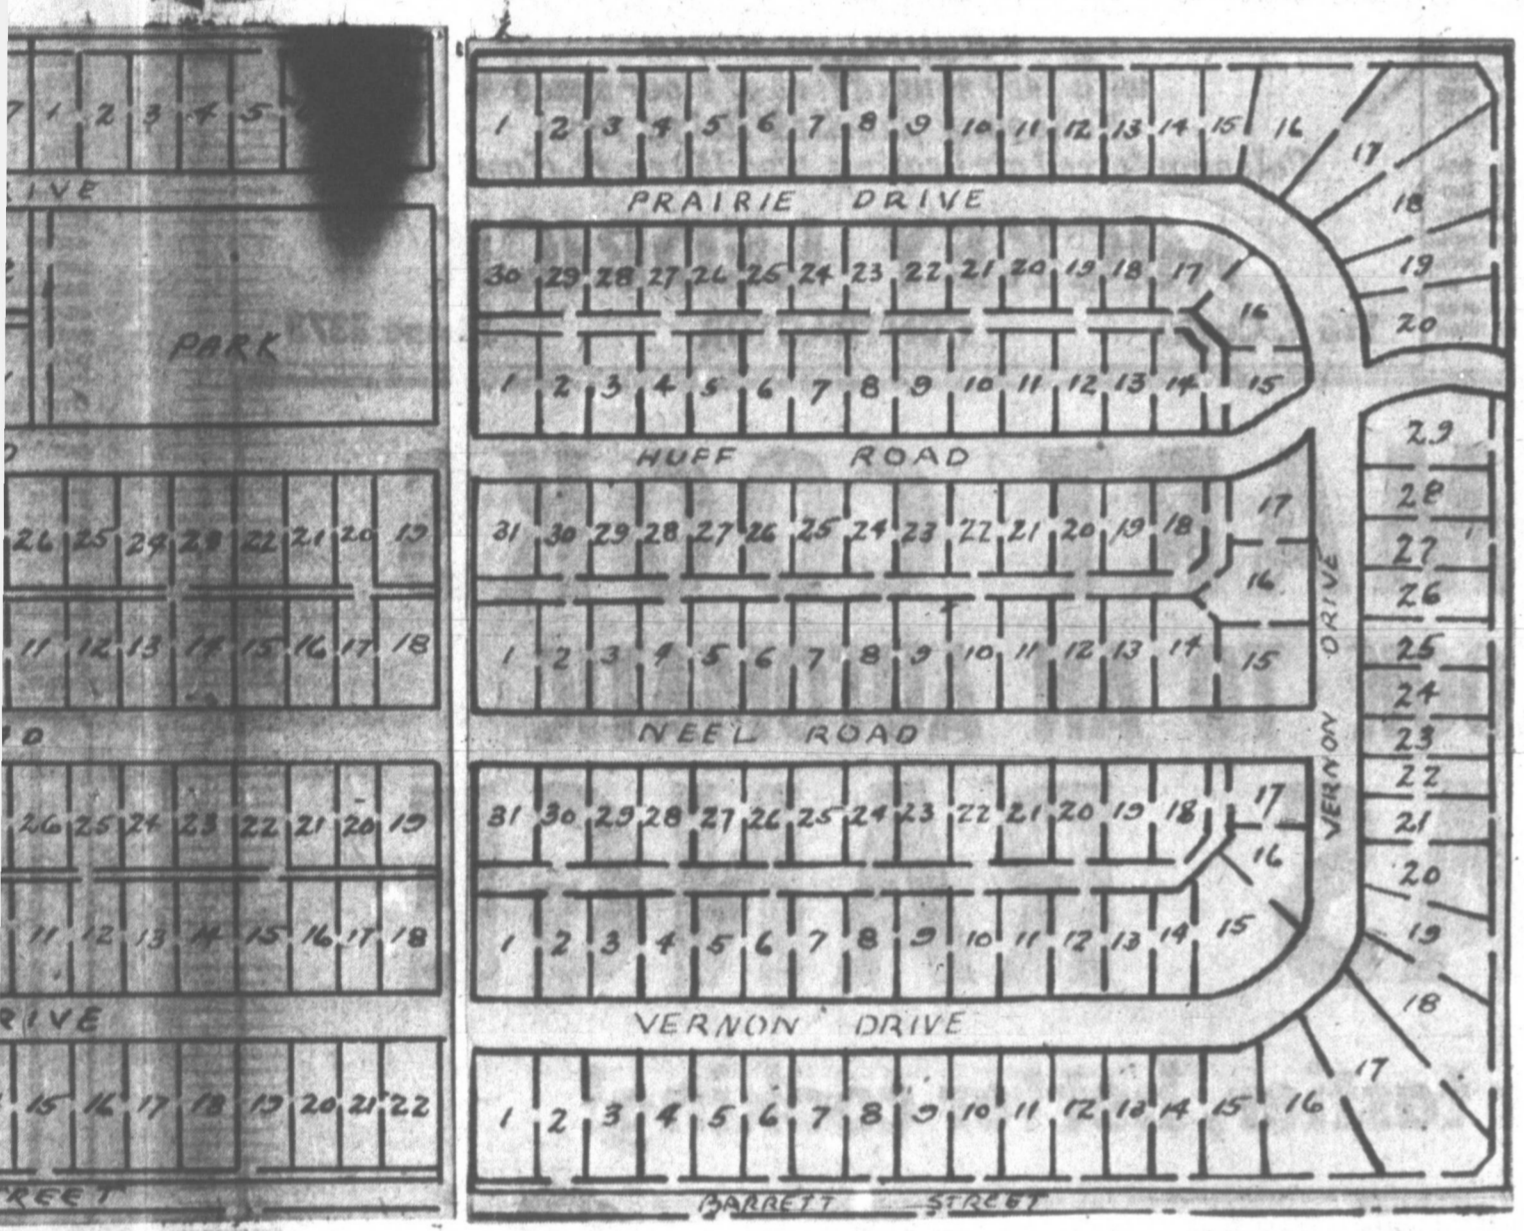 7 1 2 3 4 5
1 2 3 4 5 6 7 8 9 10 11 12 13 14 15 16 17 18 19 20
IVE
PRAIRIE DRIVE
30 29 28 27 26 25 24 23 22 21 20 19 18 17 16
PARK
1 2 3 4 5 6 7 8 9 10 11 12 13 14 15
HUFF ROAD
26 25 24 23 22 21 20 19
31 30 29 28 27 26 25 24 23 22 21 20 19 18 17 16
11 12 13 14 15 16 17 18
1 2 3 4 5 6 7 8 9 10 11 12 13 14 15
NEEL ROAD
26 25 24 23 22 21 20 19
31 30 29 28 27 26 25 24 23 22 21 20 19 18 17 16
11 12 13 14 15 16 17 18
1 2 3 4 5 6 7 8 9 10 11 12 13 14 15
VERNON DRIVE
29
28
27
26
25
24
23
22
21
20
19
18
17
RIVE
VERNON DRIVE
15 16 17 18 19 20 21 22
1 2 3 4 5 6 7 8 9 10 11 12 13 14 15 16
REET
BARRETT STREET